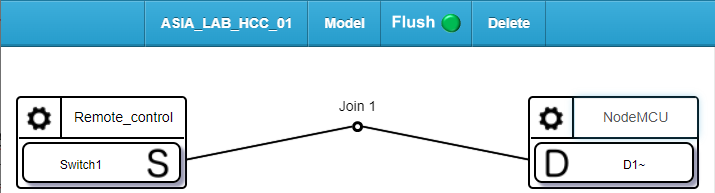 ASIA_LAB_HCC_01 Model Flush Delete
Join 1
Remote_control NodeMCU
Switch1 S D D1~